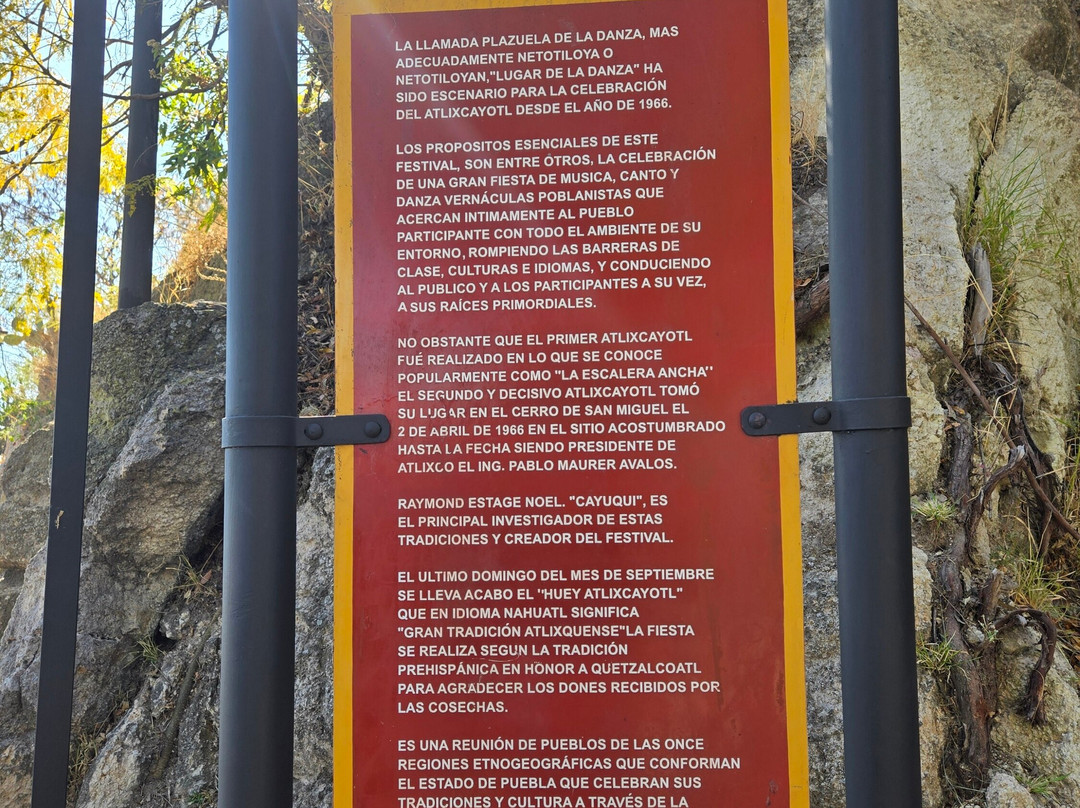 LA LLAMADA PLAZUELA DE LA DANZA, MAS
ADECUADAMENTE NETOTILOYA O
NETOTILOYAN,"LUGAR DE LA DANZA" HA
SIDO ESCENARIO PARA LA CELEBRACIÓN
DEL ATLIXCAYOTL DESDE EL AÑO DE 1966.
LOS PROPOSITOS ESENCIALES DE ESTE
FESTIVAL, SON ENTRE ÓTROS, LA CELEBRACIÓN
DE UNA GRAN FIESTA DE MUSICA, CANTO Y
DANZA VERNÁCULAS POBLANISTAS QUE
ACERCAN INTIMAMENTE AL PUEBLO
PARTICIPANTE CON TODO EL AMBIENTE DE SU
ENTORNO, ROMPIENDO LAS BARRERAS DE
CLASE, CULTURAS E IDIOMAS, Y CONDUCIENDO
AL PUBLICO Y A LOS PARTICIPANTES A SU VEZ,
A SUS RAÍCES PRIMORDIALES.
NO OBSTANTE QUE EL PRIMER ATLIXCAYOTL
FUÉ REALIZADO EN LO QUE SE CONOCE
POPULARMENTE COMO "LA ESCALERA ANCHA''
EL SEGUNDO Y DECISIVO ATLIXCAYOTL TOMÓ
SU LUGAR EN EL CERRO DE SAN MIGUEL EL
2 DE ABRIL DE 1966 EN EL SITIO ACOSTUMBRADO
HASTA LA FECHA SIENDO PRESIDENTE DE
ATLIXCO EL ING. PABLO MAURER AVALOS.
RAYMOND ESTAGE NOEL. "CAYUQUI", ES
EL PRINCIPAL INVESTIGADOR DE ESTAS
TRADICIONES Y CREADOR DEL FESTIVAL.
EL ULTIMO DOMINGO DEL MES DE SEPTIEMBRE
SE LLEVA ACABO EL "HUEY ATLIXCAYOTL"
QUE EN IDIOMA NAHUATL SIGNIFICA
"GRAN TRADICIÓN ATLIXQUENSE"LA FIESTA
SE REALIZA SEGUN LA TRADICIÓN
PREHISPÁNICA EN HONOR A QUETZALCOATL
PARA AGRADECER LOS DONES RECIBIDOS POR
LAS COSECHAS.
ES UNA REUNIÓN DE PUEBLOS DE LAS ONCE
REGIONES ETNOGEOGRÁFICAS QUE CONFORMAN
EL ESTADO DE PUEBLA QUE CELEBRAN SUS
TRADICIONES Y CULTURA A TRAVÉS DE LA